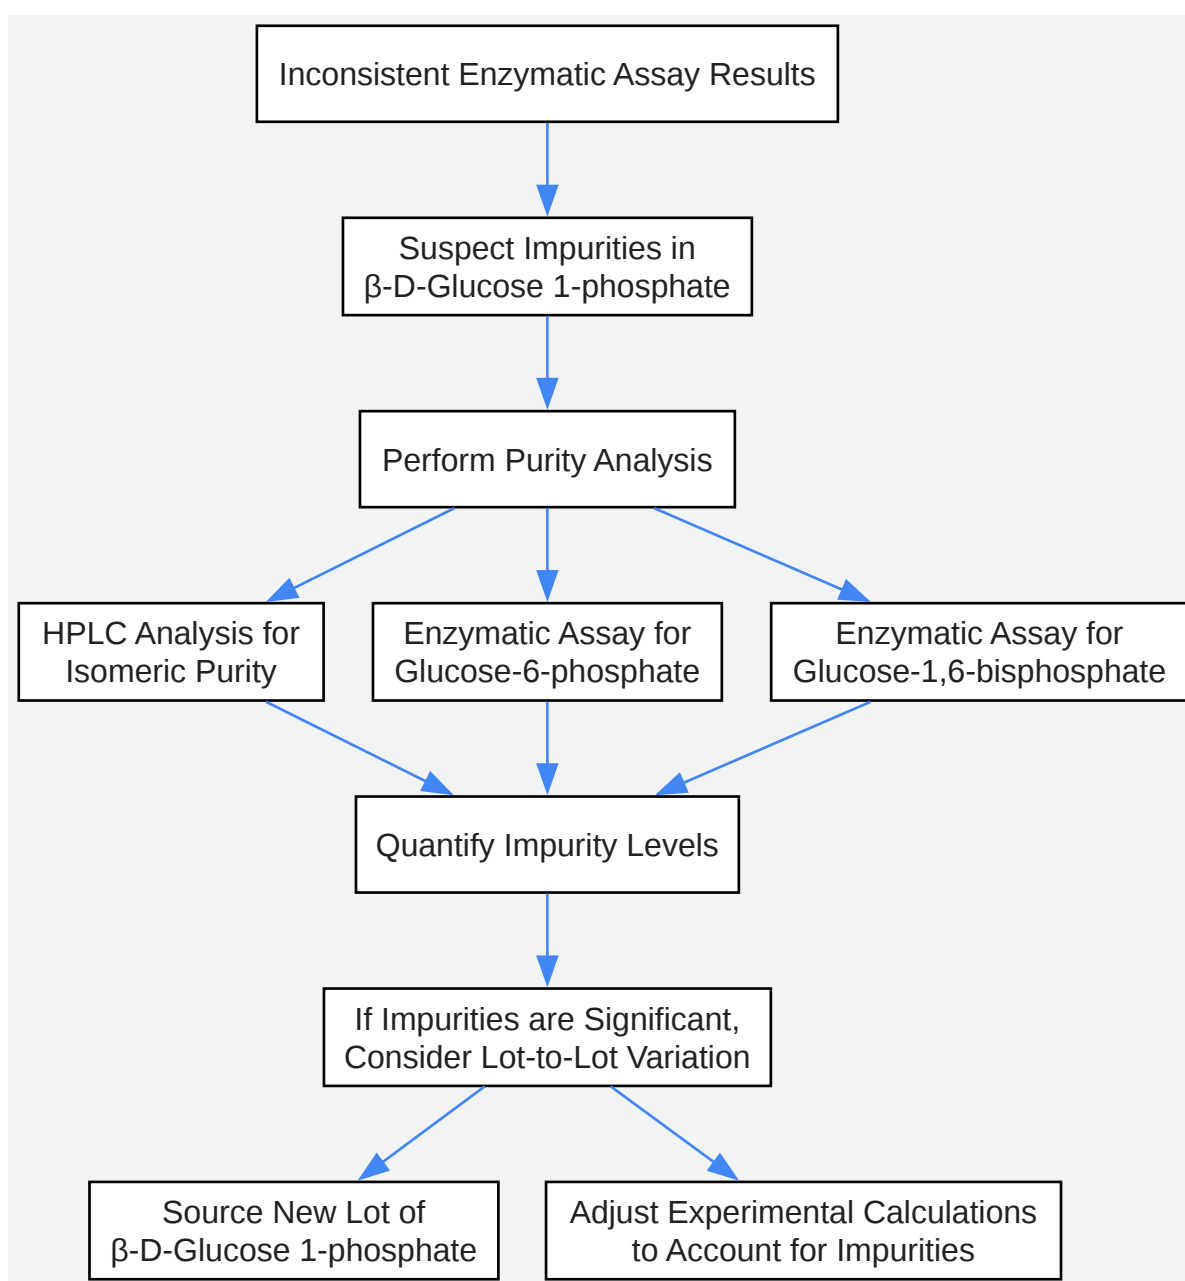 Inconsistent Enzymatic Assay Results
Suspect Impurities in
β-D-Glucose 1-phosphate
Perform Purity Analysis
HPLC Analysis for
Isomeric Purity
Enzymatic Assay for
Glucose-6-phosphate
Enzymatic Assay for
Glucose-1,6-bisphosphate
Quantify Impurity Levels
If Impurities are Significant,
Consider Lot-to-Lot Variation
Source New Lot of
β-D-Glucose 1-phosphate
Adjust Experimental Calculations
to Account for Impurities